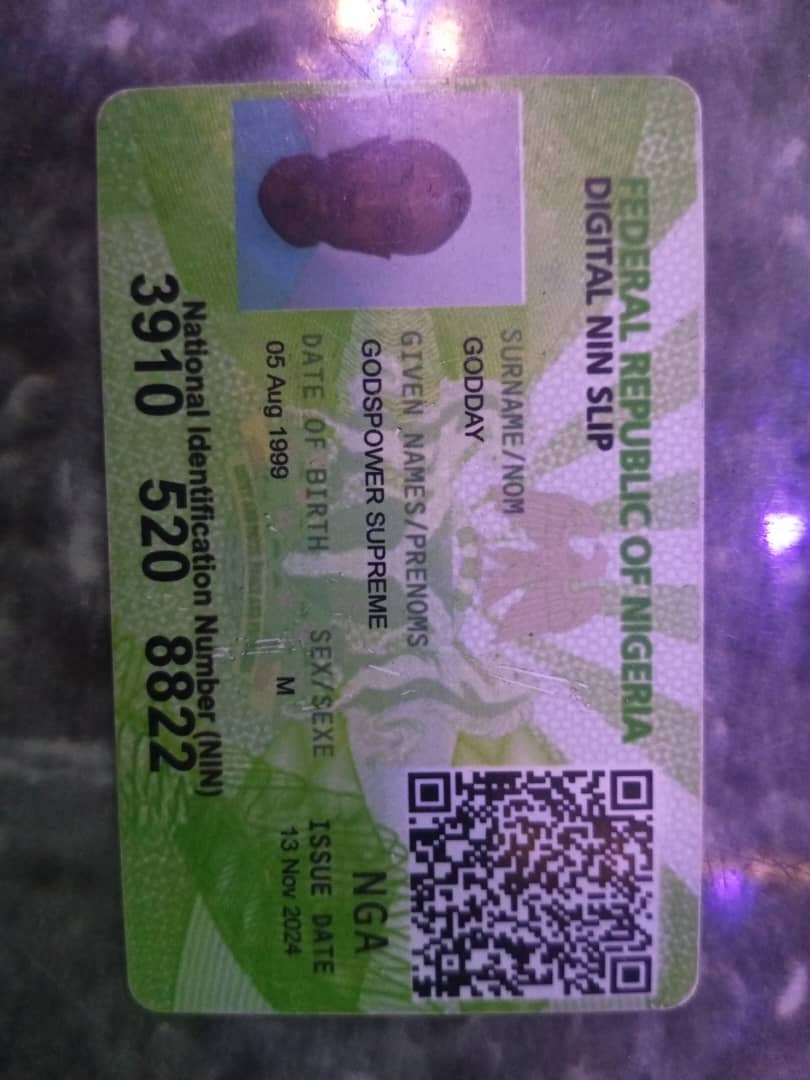 FEDERAL REPUBLIC OF NIGERIA
DIGITAL NIN SLIP
SURNAME/NOM
GODDAY
GIVEN NAMES/PRENOMS
GODSPOWER SUPREME
NGA
DATE OF BIRTH SEX/SEXE ISSUE DATE
05 Aug 1999 M 13 Nov 2024
National Identification Number (NIN)
3910 520 8822